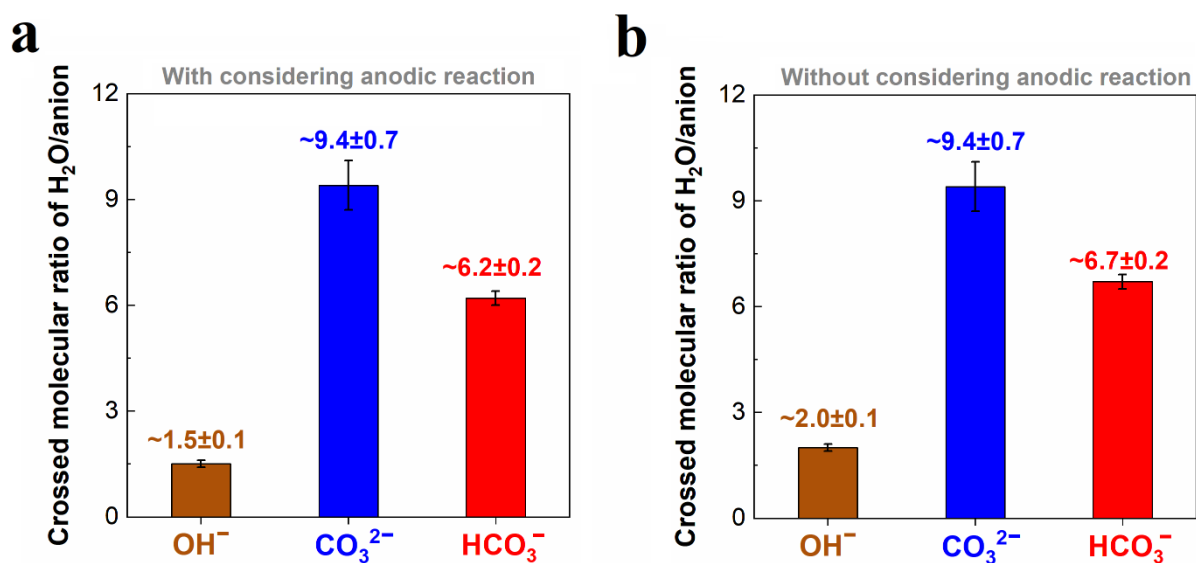 a
With considering anodic reaction
Crossed molecular ratio of H₂O/anion
12
9
6
3
0
~1.5±0.1
~9.4±0.7
~6.2±0.2
OH⁻
CO₃²⁻
HCO₃⁻
b
Without considering anodic reaction
Crossed molecular ratio of H₂O/anion
12
9
6
3
0
~2.0±0.1
~9.4±0.7
~6.7±0.2
OH⁻
CO₃²⁻
HCO₃⁻